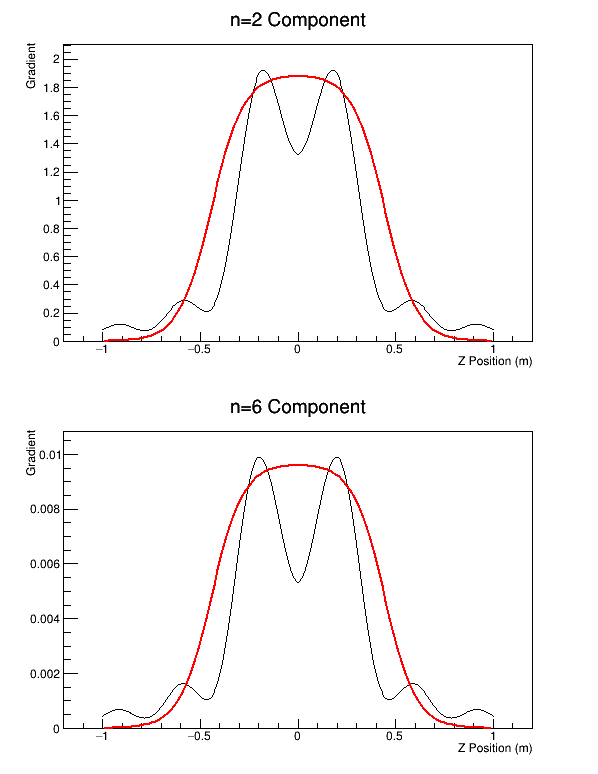 n=2 Component
Gradient
2
1.8
1.6
1.4
1.2
1
0.8
0.6
0.4
0.2
0
−1 −0.5 0 0.5 1
Z Position (m)
n=6 Component
Gradient
0.01
0.008
0.006
0.004
0.002
0
−1 −0.5 0 0.5 1
Z Position (m)